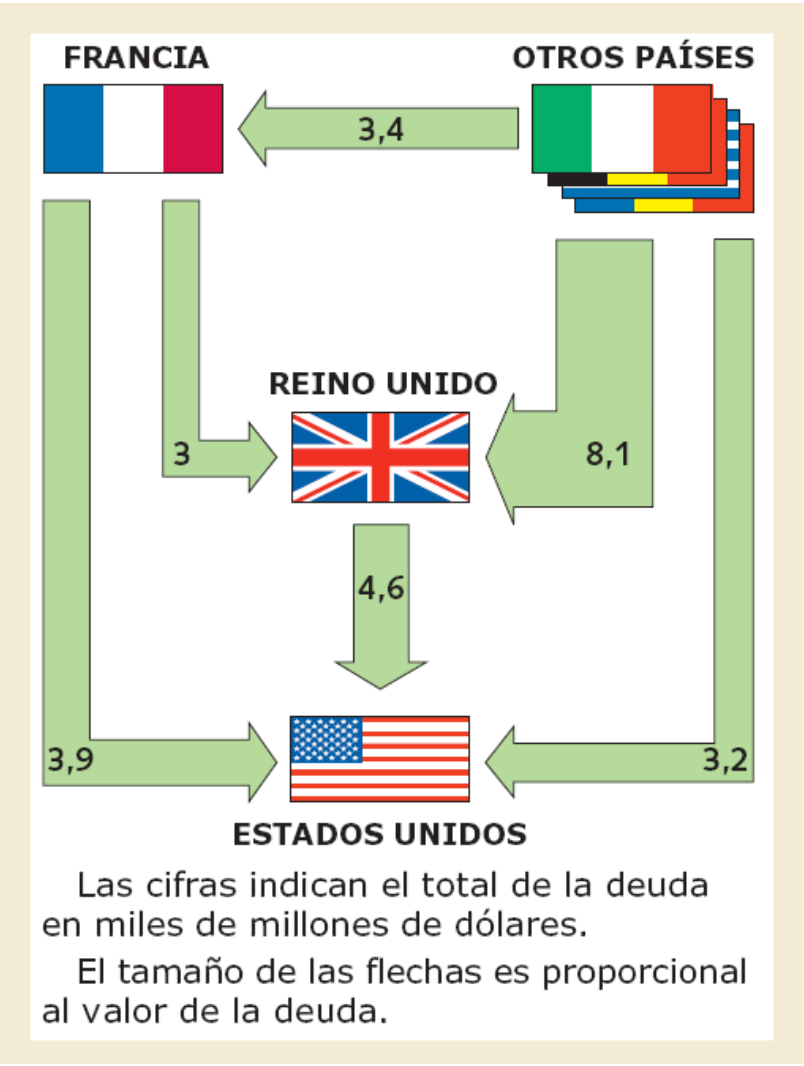 FRANCIA
OTROS PAÍSES
3,4
REINO UNIDO
3
8,1
4,6
3,9
3,2
ESTADOS UNIDOS
Las cifras indican el total de la deuda
en miles de millones de dólares.
El tamaño de las flechas es proporcional
al valor de la deuda.